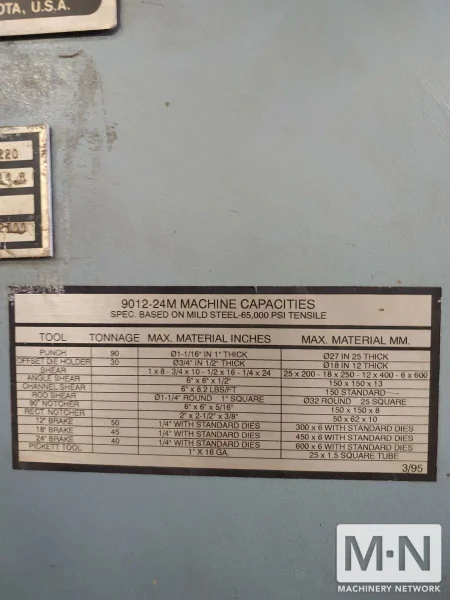 OTA, U.S.A.
220
9012-24M MACHINE CAPACITIES
SPEC. BASED ON MILD STEEL-65,000 PSI TENSILE
TOOL TONNAGE MAX. MATERIAL INCHES MAX. MATERIAL MM.
PUNCH 90 Ø1-1/16" IN 1" THICK Ø27 IN 25 THICK
OFFSET DIE HOLDER 30 Ø3/4" IN 1/2" THICK Ø18 IN 12 THICK
SHEAR 1 x 8 - 3/4 x 10 - 1/2 x 16 - 1/4 x 24 25 x 200 - 18 x 250 - 12 x 400 - 6 x 600
ANGLE SHEAR 6" x 6" x 1/2" 150 x 150 x 13
CHANNEL SHEAR 6" x 8.2 LBS/FT 150 STANDARD
ROD SHEAR Ø1-1/4" ROUND 1" SQUARE Ø32 ROUND 25 SQUARE
90° NOTCHER 6" x 6" x 5/16" 150 x 150 x 8
RECT. NOTCHER 2" x 2-1/2" x 3/8" 50 x 62 x 10
12" BRAKE 50 1/4" WITH STANDARD DIES 300 x 6 WITH STANDARD DIES
18" BRAKE 45 1/4" WITH STANDARD DIES 450 x 6 WITH STANDARD DIES
24" BRAKE 40 1/4" WITH STANDARD DIES 600 x 6 WITH STANDARD DIES
PICKETT TOOL 1" X 16 GA. 25 x 1.5 SQUARE TUBE
3/95
M·N
MACHINERY NETWORK